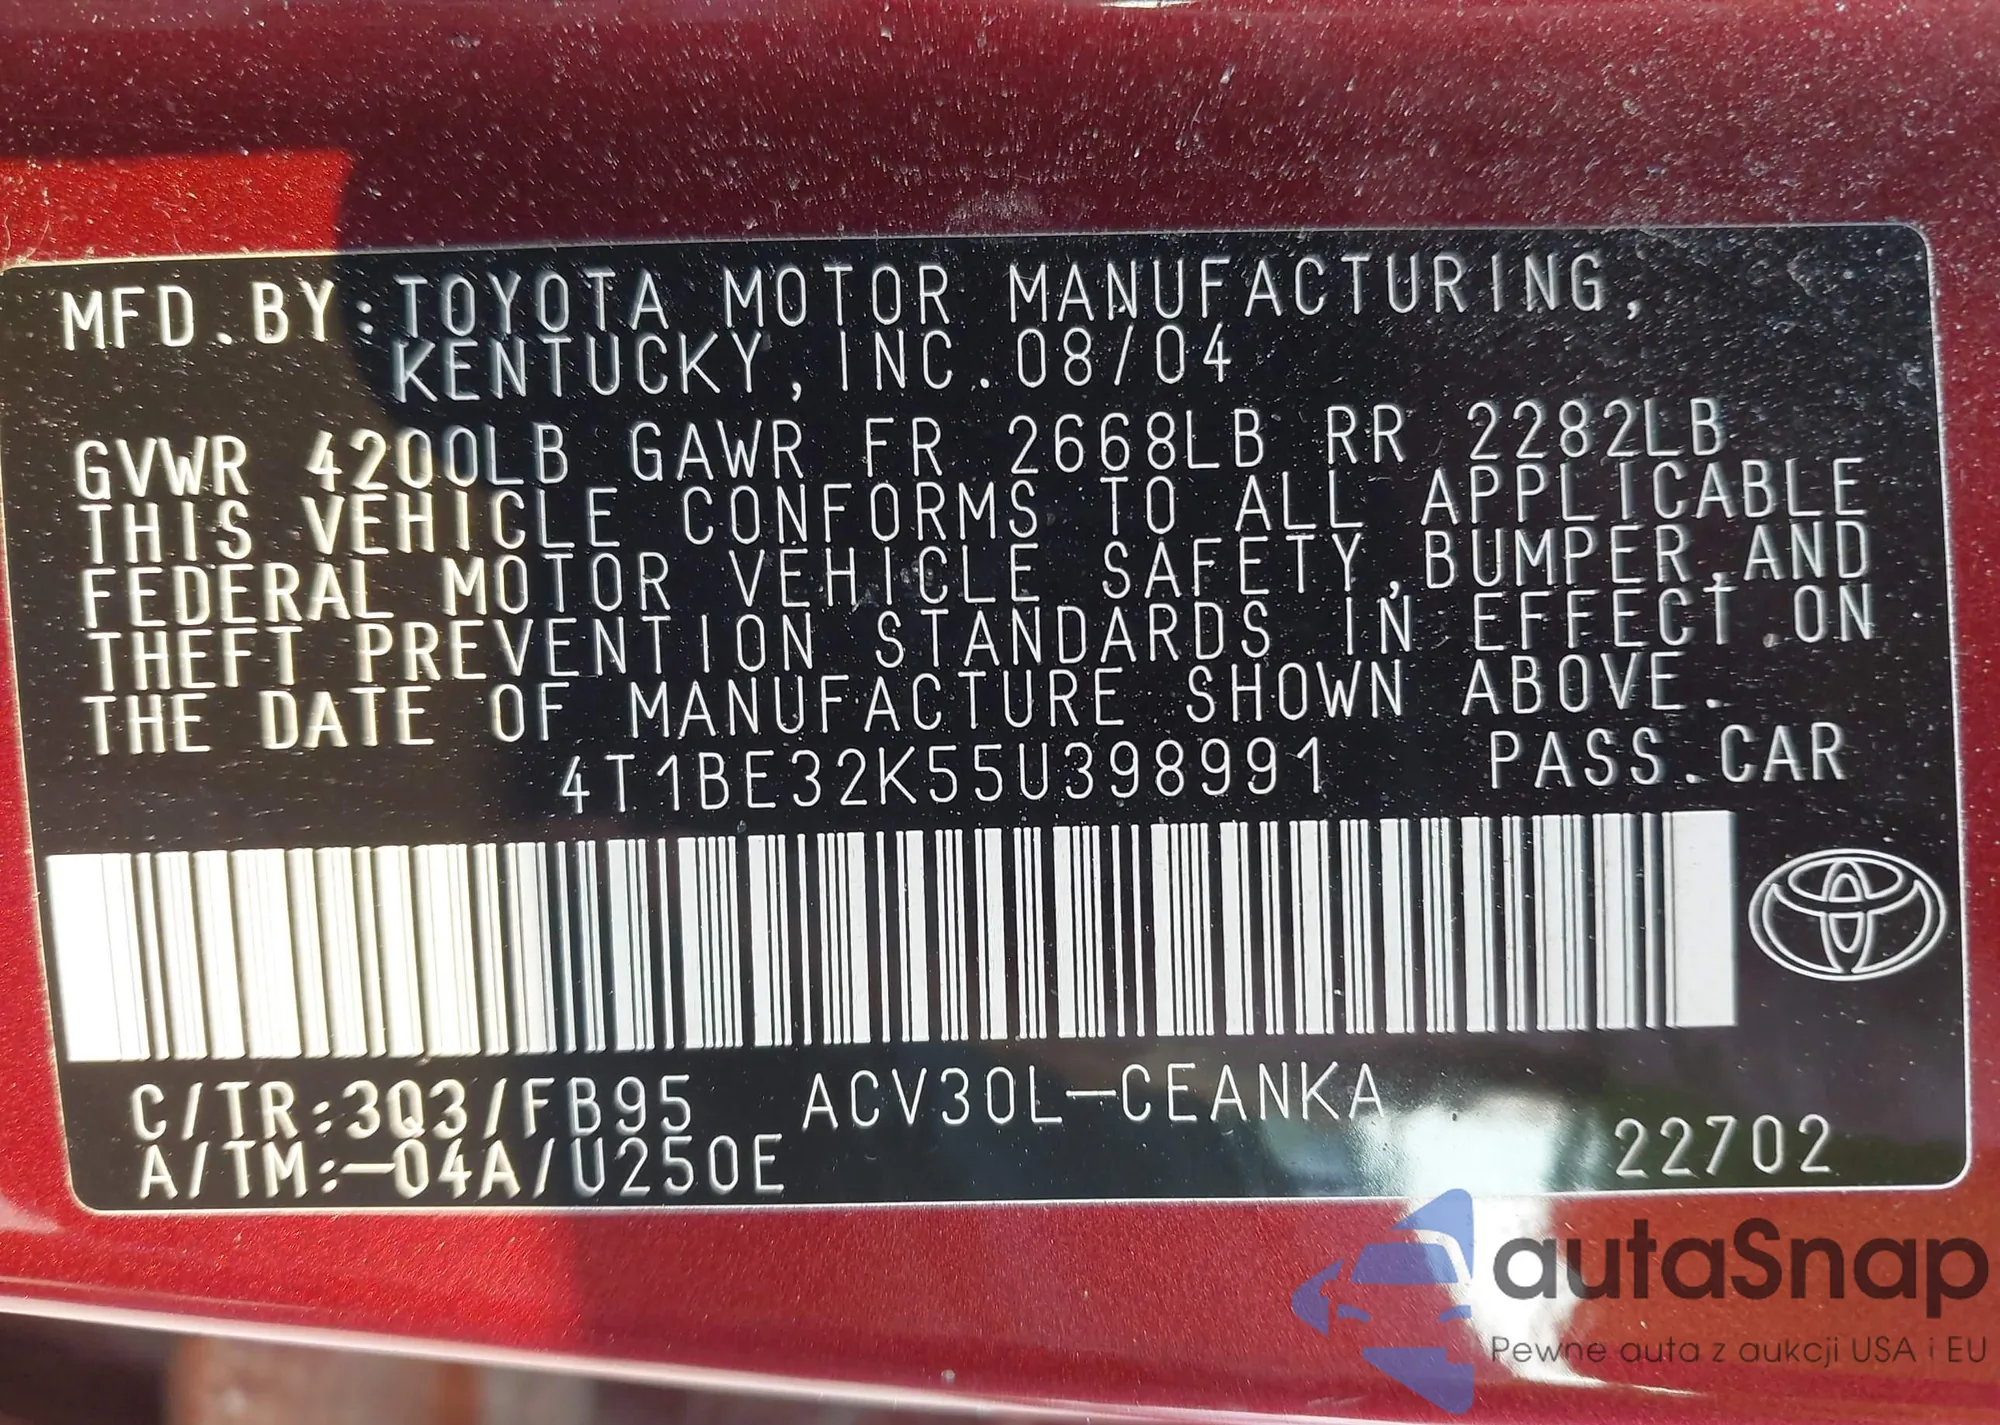 MFD.BY:TOYOTA MOTOR MANUFACTURING,
KENTUCKY,INC.08/04
GVWR 4200LB GAWR FR 2668LB RR 2282LB
THIS VEHICLE CONFORMS TO ALL APPLICABLE
FEDERAL MOTOR VEHICLE SAFETY,BUMPER,AND
THEFT PREVENTION STANDARDS IN EFFECT ON
THE DATE OF MANUFACTURE SHOWN ABOVE.
4T1BE32K55U398991 PASS.CAR
C/TR:3Q3/FB95 ACV30L-CEANKA
A/TM:-04A/U250E 22702
autaSnap
Pewne auta z aukcji USA i EU